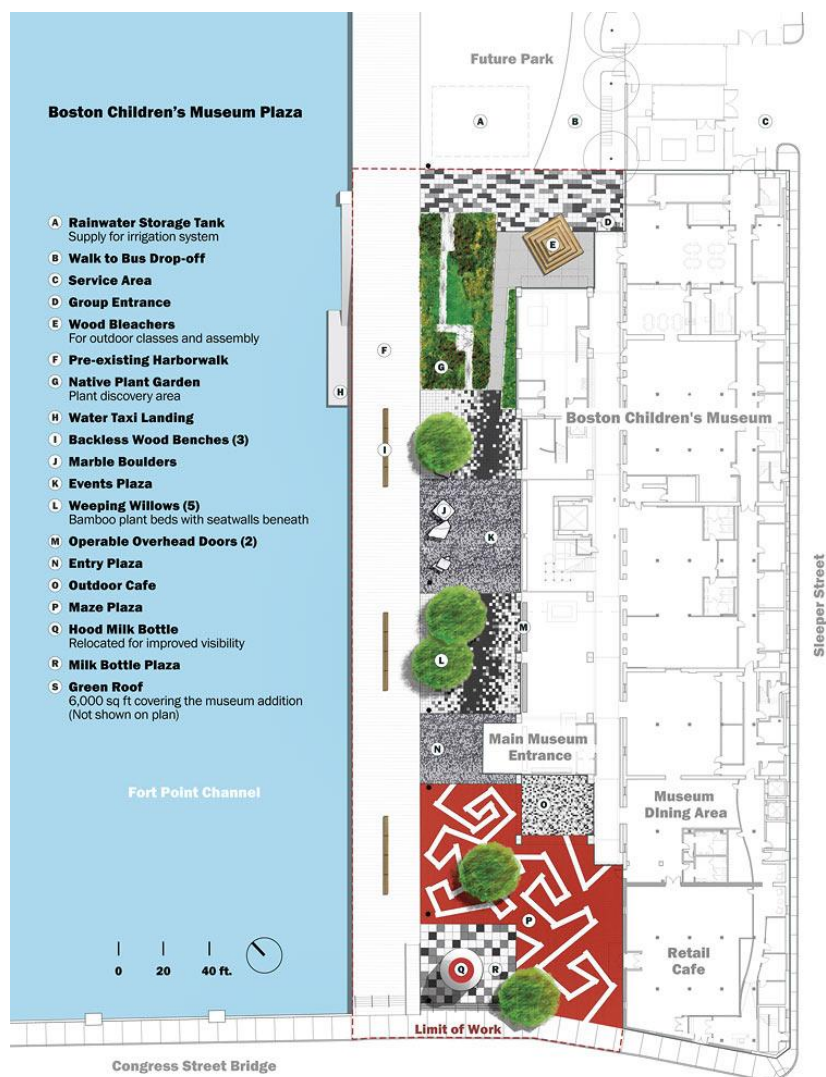 Future Park
A
B
C
Boston Children's Museum Plaza
A Rainwater Storage Tank
Supply for irrigation system
B Walk to Bus Drop-off
C Service Area
D Group Entrance
E Wood Bleachers
For outdoor classes and assembly
F Pre-existing Harborwalk
G Native Plant Garden
Plant discovery area
H Water Taxi Landing
I Backless Wood Benches (3)
J Marble Boulders
K Events Plaza
L Weeping Willows (5)
Bamboo plant beds with seatwalls beneath
M Operable Overhead Doors (2)
N Entry Plaza
O Outdoor Cafe
P Maze Plaza
Q Hood Milk Bottle
Relocated for improved visibility
R Milk Bottle Plaza
S Green Roof
6,000 sq ft covering the museum addition
(Not shown on plan)
D
E
F
G
H
Boston Children's Museum
I
J
K
M
L
Sleeper Street
N
Main Museum
Entrance
Fort Point Channel
O
Museum
DIning Area
P
Q
R
Retail
Cafe
0 20 40 ft.
Limit of Work
Congress Street Bridge